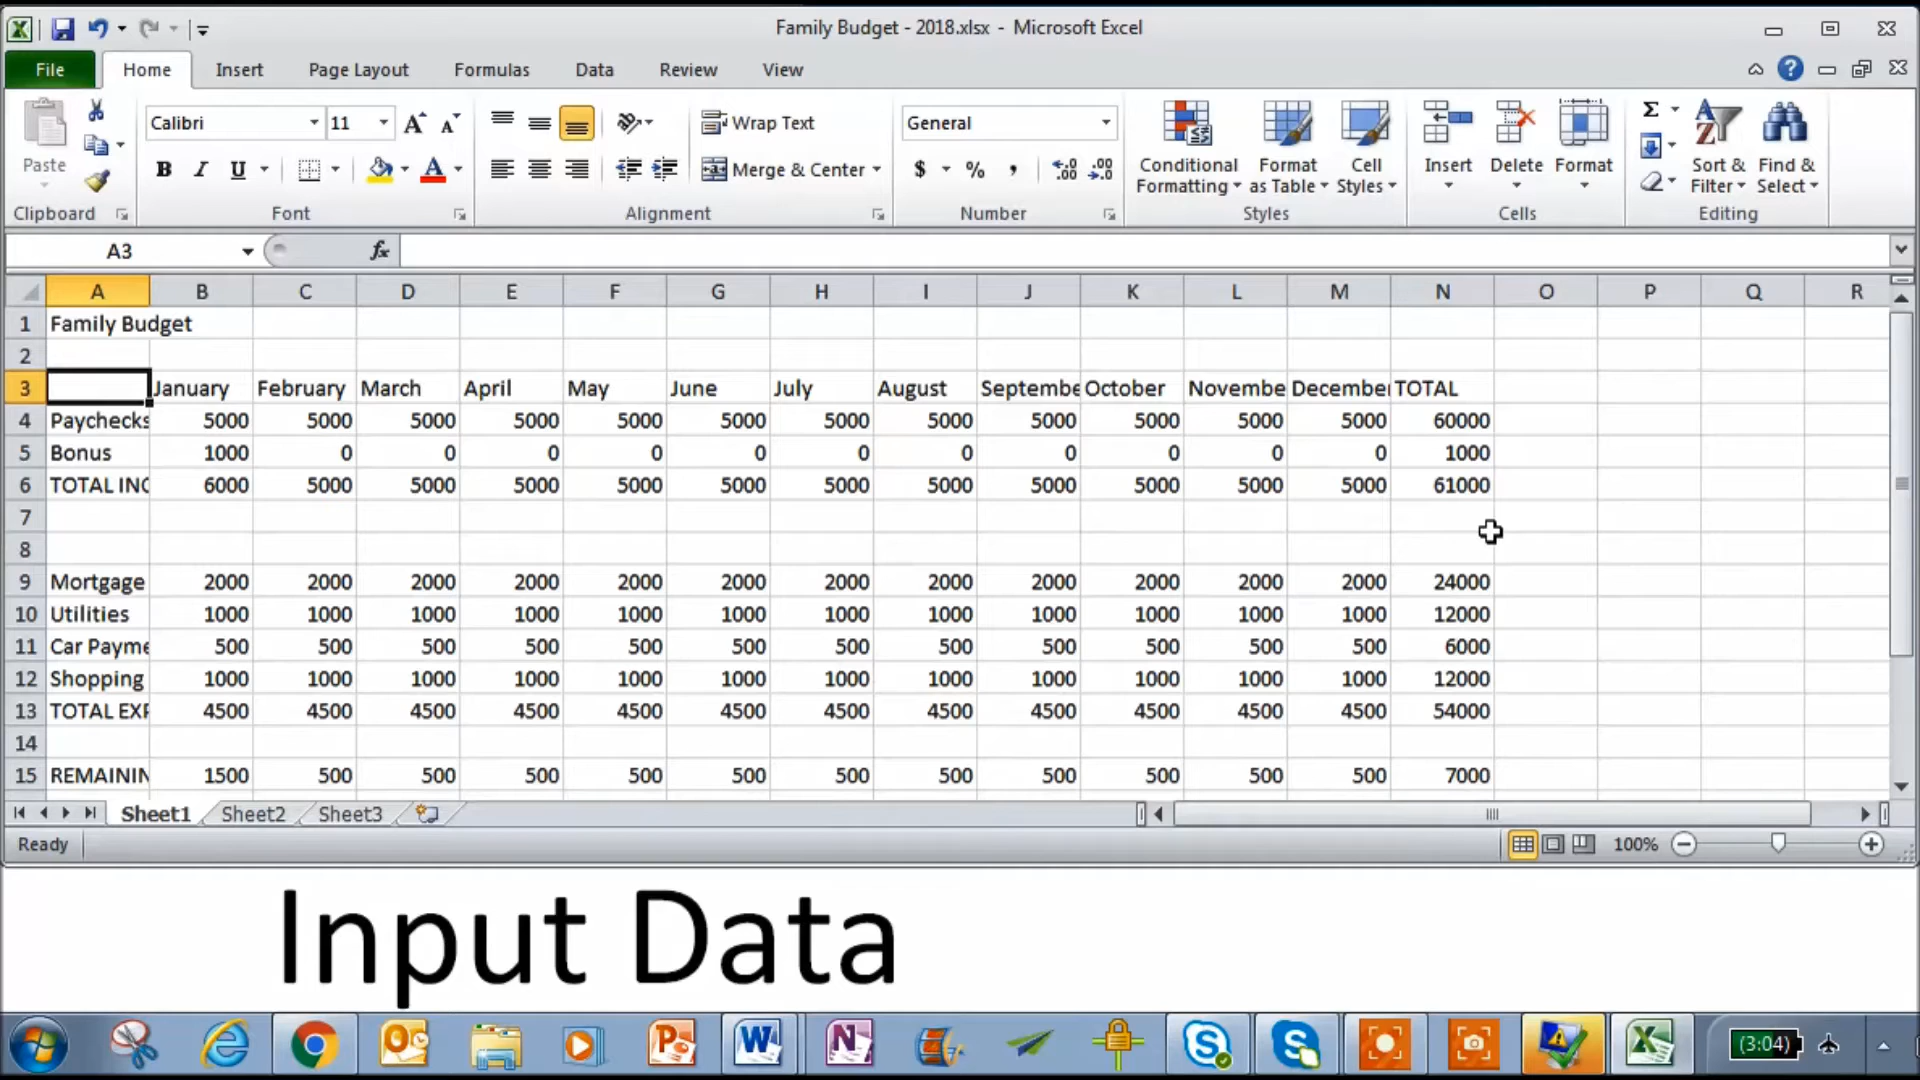 Family Budget - 2018.xlsx - Microsoft Excel
File Home Insert Page Layout Formulas Data Review View
Calibri 11 Wrap Text General
Paste B I U Merge & Center $ % , Conditional Formatting Format as Table Cell Styles Insert Delete Format Σ Sort & Filter Find & Select
Clipboard Font Alignment Number Styles Cells Editing
A3 fx
A B C D E F G H I J K L M N O P Q R
1 Family Budget
2
3 January February March April May June July August Septembe October Novembe December TOTAL
4 Paychecks 5000 5000 5000 5000 5000 5000 5000 5000 5000 5000 5000 5000 60000
5 Bonus 1000 0 0 0 0 0 0 0 0 0 0 0 1000
6 TOTAL INC 6000 5000 5000 5000 5000 5000 5000 5000 5000 5000 5000 5000 61000
7
8
9 Mortgage 2000 2000 2000 2000 2000 2000 2000 2000 2000 2000 2000 2000 24000
10 Utilities 1000 1000 1000 1000 1000 1000 1000 1000 1000 1000 1000 1000 12000
11 Car Payme 500 500 500 500 500 500 500 500 500 500 500 500 6000
12 Shopping 1000 1000 1000 1000 1000 1000 1000 1000 1000 1000 1000 1000 12000
13 TOTAL EXP 4500 4500 4500 4500 4500 4500 4500 4500 4500 4500 4500 4500 54000
14
15 REMAININ 1500 500 500 500 500 500 500 500 500 500 500 500 7000
Sheet1 Sheet2 Sheet3
Ready 100%
Input Data
(3:04)